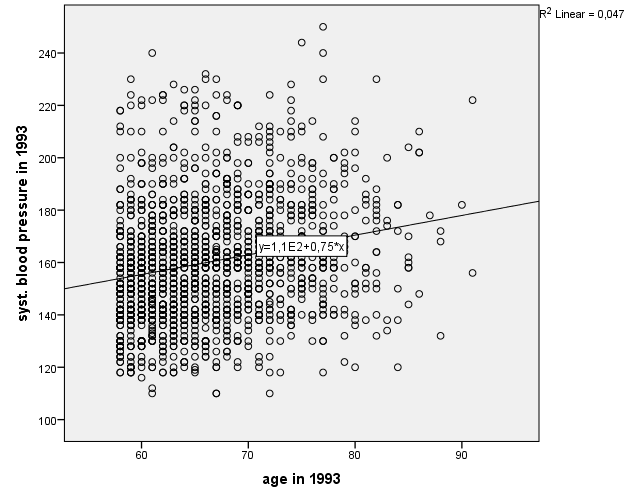 R2 Linear = 0,047
240
220
200
180
160
140
120
100
syst. blood pressure in 1993
y=1,1E2+0,75*x
60 70 80 90
age in 1993